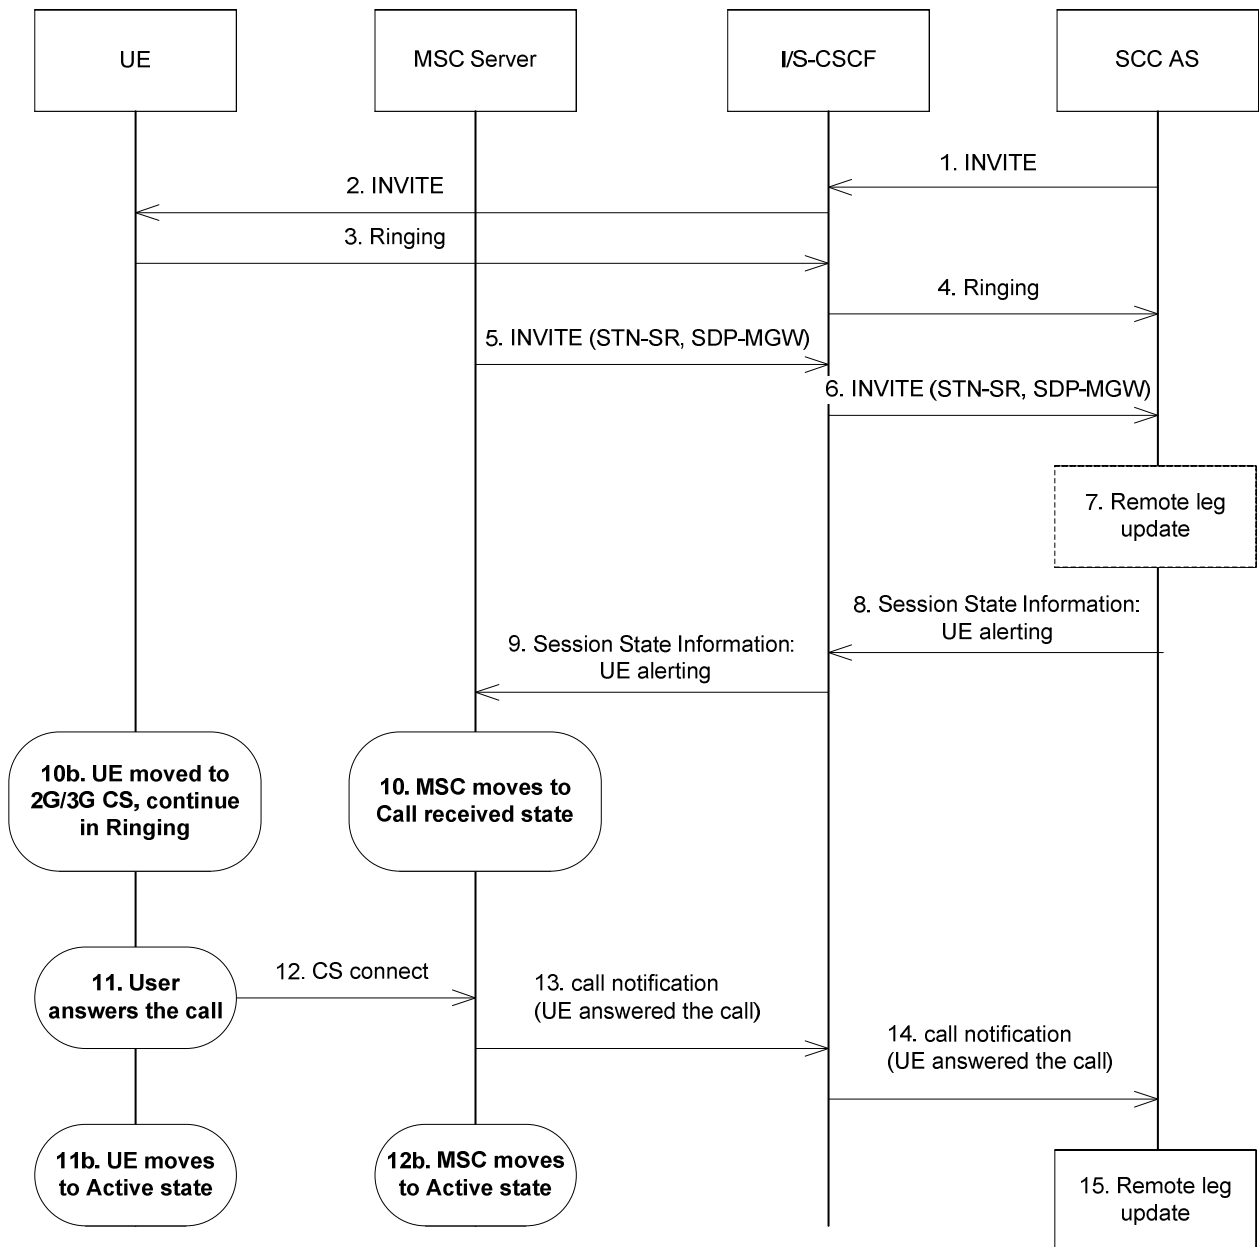 UE
MSC Server
I/S-CSCF
SCC AS
1. INVITE
2. INVITE
3. Ringing
4. Ringing
5. INVITE (STN-SR, SDP-MGW)
6. INVITE (STN-SR, SDP-MGW)
7. Remote leg
update
8. Session State Information:
UE alerting
9. Session State Information:
UE alerting
10b. UE moved to
2G/3G CS, continue
in Ringing
10. MSC moves to
Call received state
11. User
answers the call
12. CS connect
13. call notification
(UE answered the call)
14. call notification
(UE answered the call)
11b. UE moves
to Active state
12b. MSC moves
to Active state
15. Remote leg
update